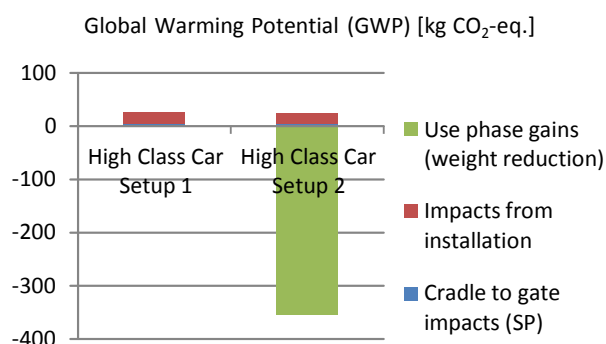 Global Warming Potential (GWP) [kg CO₂-eq.]
100
0
-100
-200
-300
-400
High Class Car
Setup 1
High Class Car
Setup 2
Use phase gains
(weight reduction)
Impacts from
installation
Cradle to gate
impacts (SP)